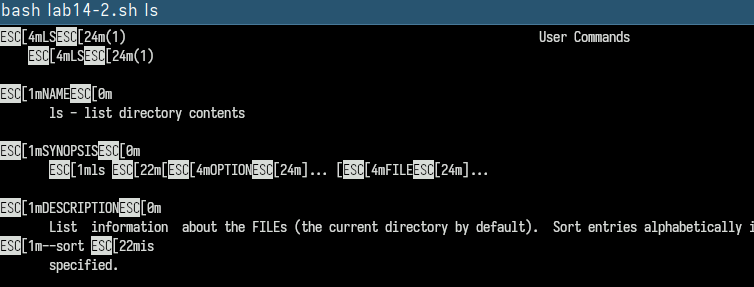 bash lab14-2.sh ls
ESC[4mLSESC[24m(1) User Commands
ESC[4mLSESC[24m(1)
ESC[1mNAMEESC[0m
ls - list directory contents
ESC[1mSYNOPSISESC[0m
ESC[1mls ESC[22m[ESC[4mOPTIONESC[24m]... [ESC[4mFILEESC[24m]...
ESC[1mDESCRIPTIONESC[0m
List information about the FILEs (the current directory by default). Sort entries alphabetically i
ESC[1m--sort ESC[22mis
specified.